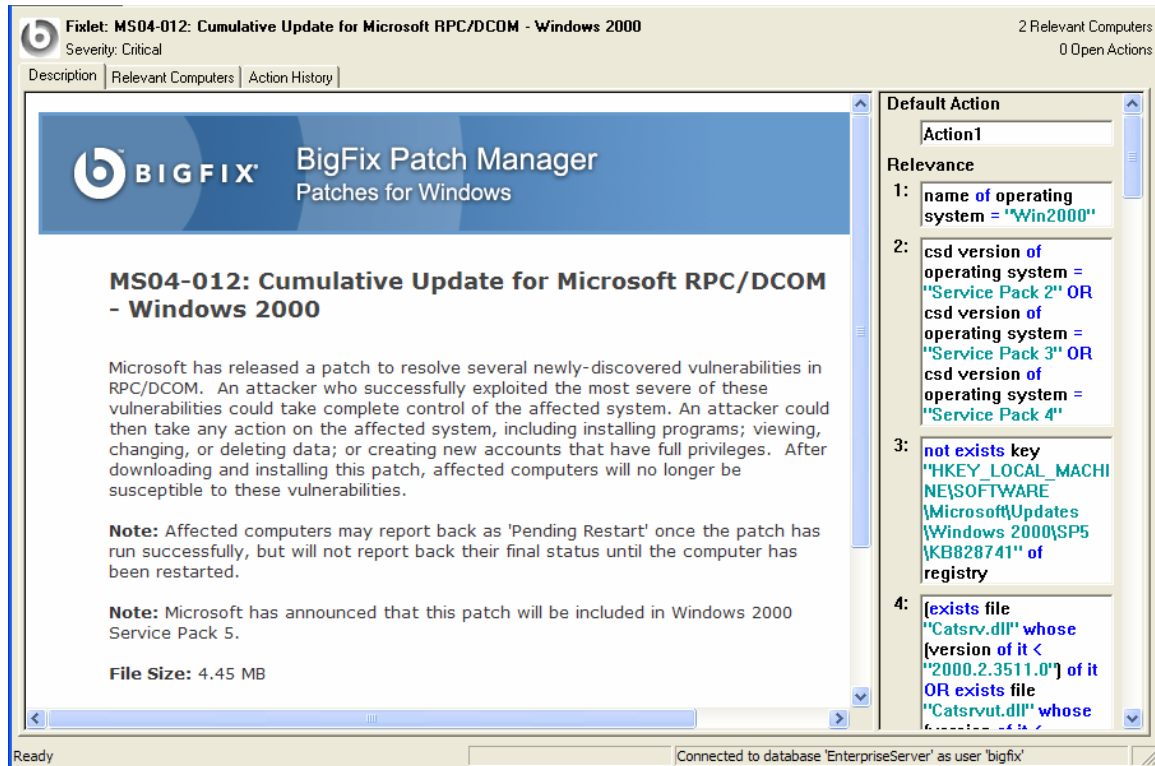 Fixlet: MS04-012: Cumulative Update for Microsoft RPC/DCOM - Windows 2000
2 Relevant Computers
Severity: Critical
0 Open Actions
Description
Relevant Computers
Action History
BIGFIX
BigFix Patch Manager
Patches for Windows
MS04-012: Cumulative Update for Microsoft RPC/DCOM
- Windows 2000
Microsoft has released a patch to resolve several newly-discovered vulnerabilities in
RPC/DCOM. An attacker who successfully exploited the most severe of these
vulnerabilities could take complete control of the affected system. An attacker could
then take any action on the affected system, including installing programs; viewing,
changing, or deleting data; or creating new accounts that have full privileges. After
downloading and installing this patch, affected computers will no longer be
susceptible to these vulnerabilities.
Note: Affected computers may report back as 'Pending Restart' once the patch has
run successfully, but will not report back their final status until the computer has
been restarted.
Note: Microsoft has announced that this patch will be included in Windows 2000
Service Pack 5.
File Size: 4.45 MB
Default Action
Action1
Relevance
1:
name of operating
system = "Win2000"
2:
csd version of
operating system =
"Service Pack 2" OR
csd version of
operating system =
"Service Pack 3" OR
csd version of
operating system =
"Service Pack 4"
3:
not exists key
"HKEY_LOCAL_MACHI
NE\SOFTWARE
\Microsoft\Updates
\Windows 2000\SP5
\KB828741" of
registry
4:
(exists file
"Catsrv.dll" whose
(version of it <
"2000.2.3511.0") of it
OR exists file
"Catsrvut.dll" whose
Ready
Connected to database 'EnterpriseServer' as user 'bigfix'